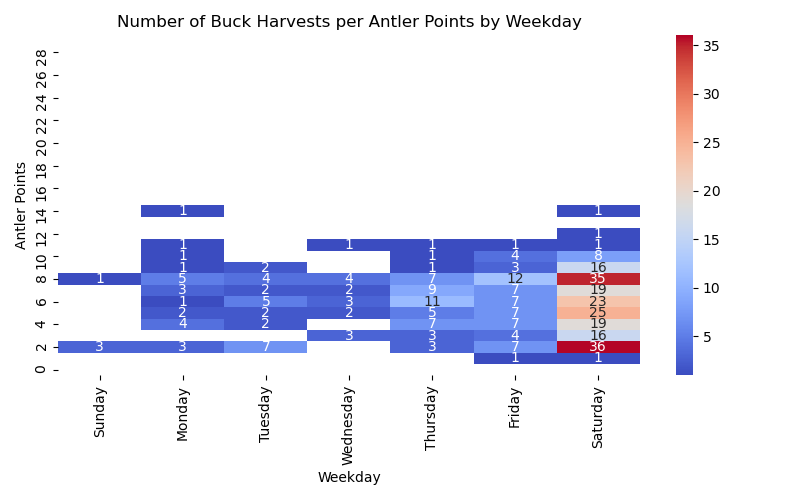 Number of Buck Harvests per Antler Points by Weekday
Antler Points
28
26
24
22
20
18
16
14 1 1
12 1
1 1 1 1 1
10 1 1 4 8
1 2 1 3 16
8 1 5 4 4 7 12 35
3 2 2 9 7 19
6 1 5 3 11 7 23
2 2 2 5 7 25
4 4 2 7 7 19
3 3 4 16
2 3 3 7 3 7 36
1 1
0
Sunday
Monday
Tuesday
Wednesday
Thursday
Friday
Saturday
Weekday
35
30
25
20
15
10
5